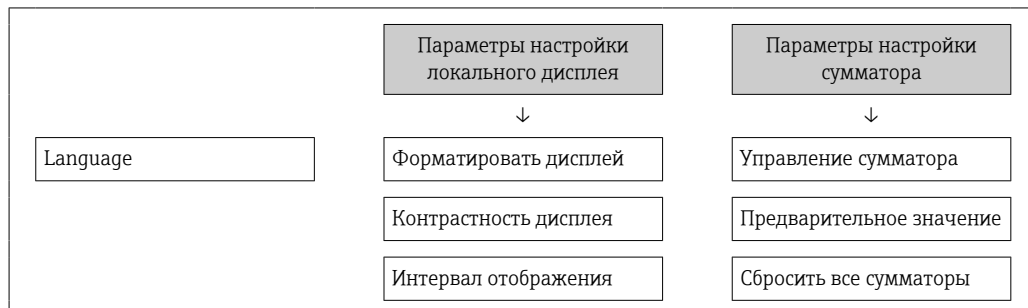 Параметры настройки
локального дисплея
Параметры настройки
сумматора
↓
↓
Language
Форматировать дисплей
Управление сумматора
Контрастность дисплея
Предварительное значение
Интервал отображения
Сбросить все сумматоры